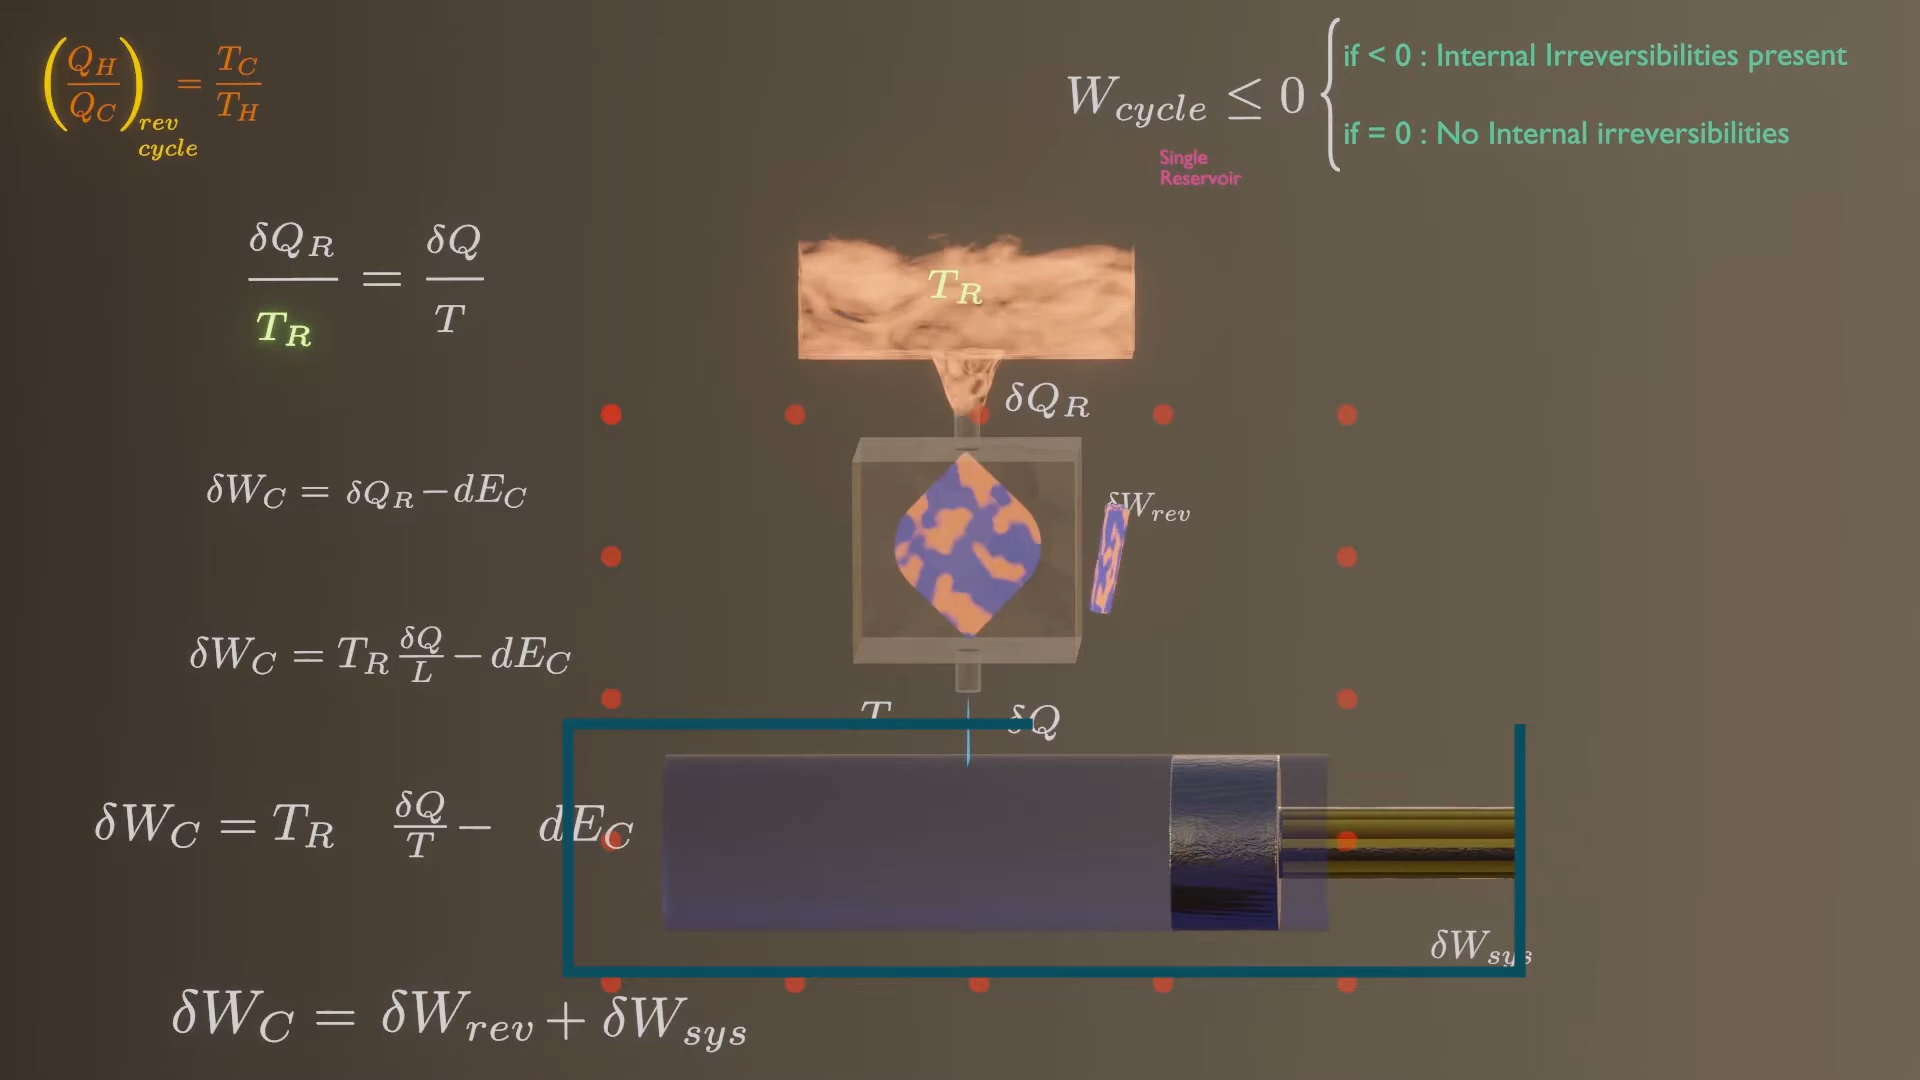 (Q_H / Q_C)_rev cycle = T_C / T_H
W_cycle ≤ 0 {
if < 0 : Internal Irreversibilities present
if = 0 : No Internal irreversibilities
Single
Reservoir
δQ_R / T_R = δQ / T
T_R
δQ_R
δW_C = δQ_R − dE_C
δW_rev
δW_C = T_R δQ / L − dE_C
T
δQ
δW_C = T_R δQ / T − dE_C
δW_sys
δW_C = δW_rev + δW_sys